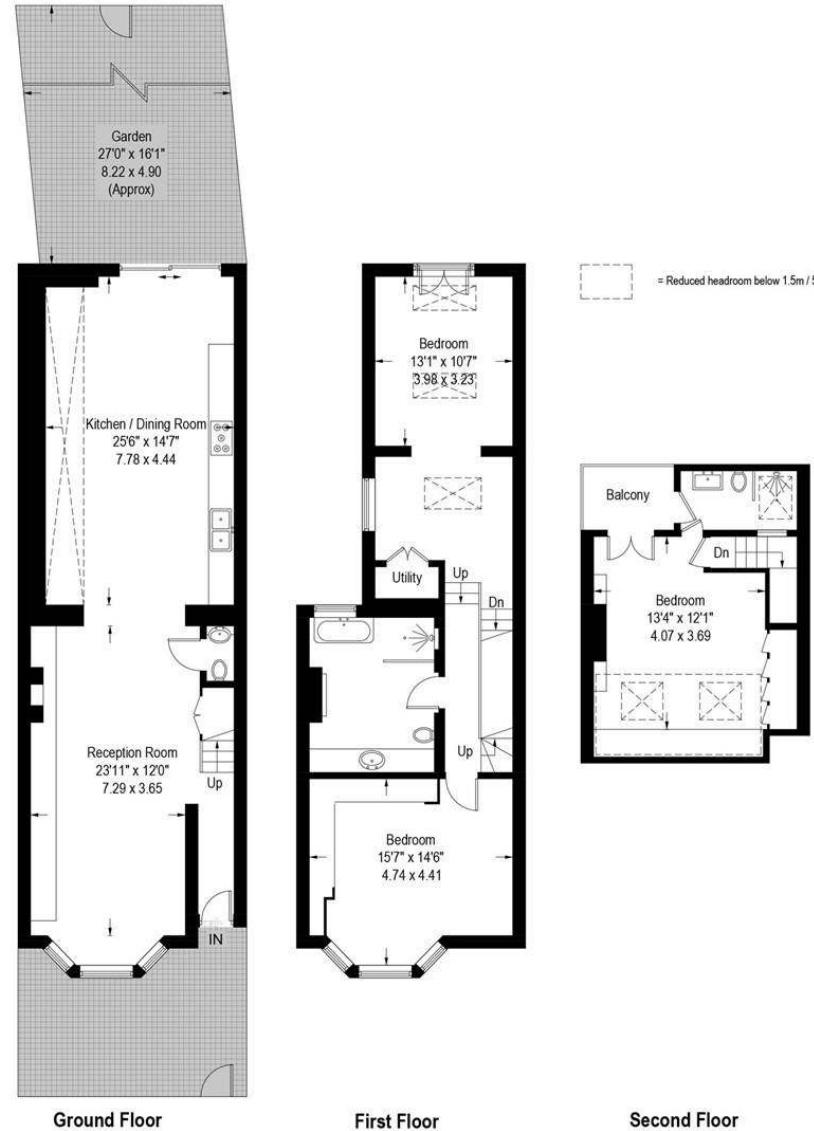 Garden
27'0" x 16'1"
8.22 x 4.90
(Approx)
Kitchen / Dining Room
25'6" x 14'7"
7.78 x 4.44
Reception Room
23'11" x 12'0"
7.29 x 3.65
Up
IN
Ground Floor
Bedroom
13'1" x 10'7"
3.98 x 3.23
Utility
Up
Dn
Up
Bedroom
15'7" x 14'6"
4.74 x 4.41
First Floor
= Reduced headroom below 1.5m / 5
Balcony
Dn
Bedroom
13'4" x 12'1"
4.07 x 3.69
Second Floor